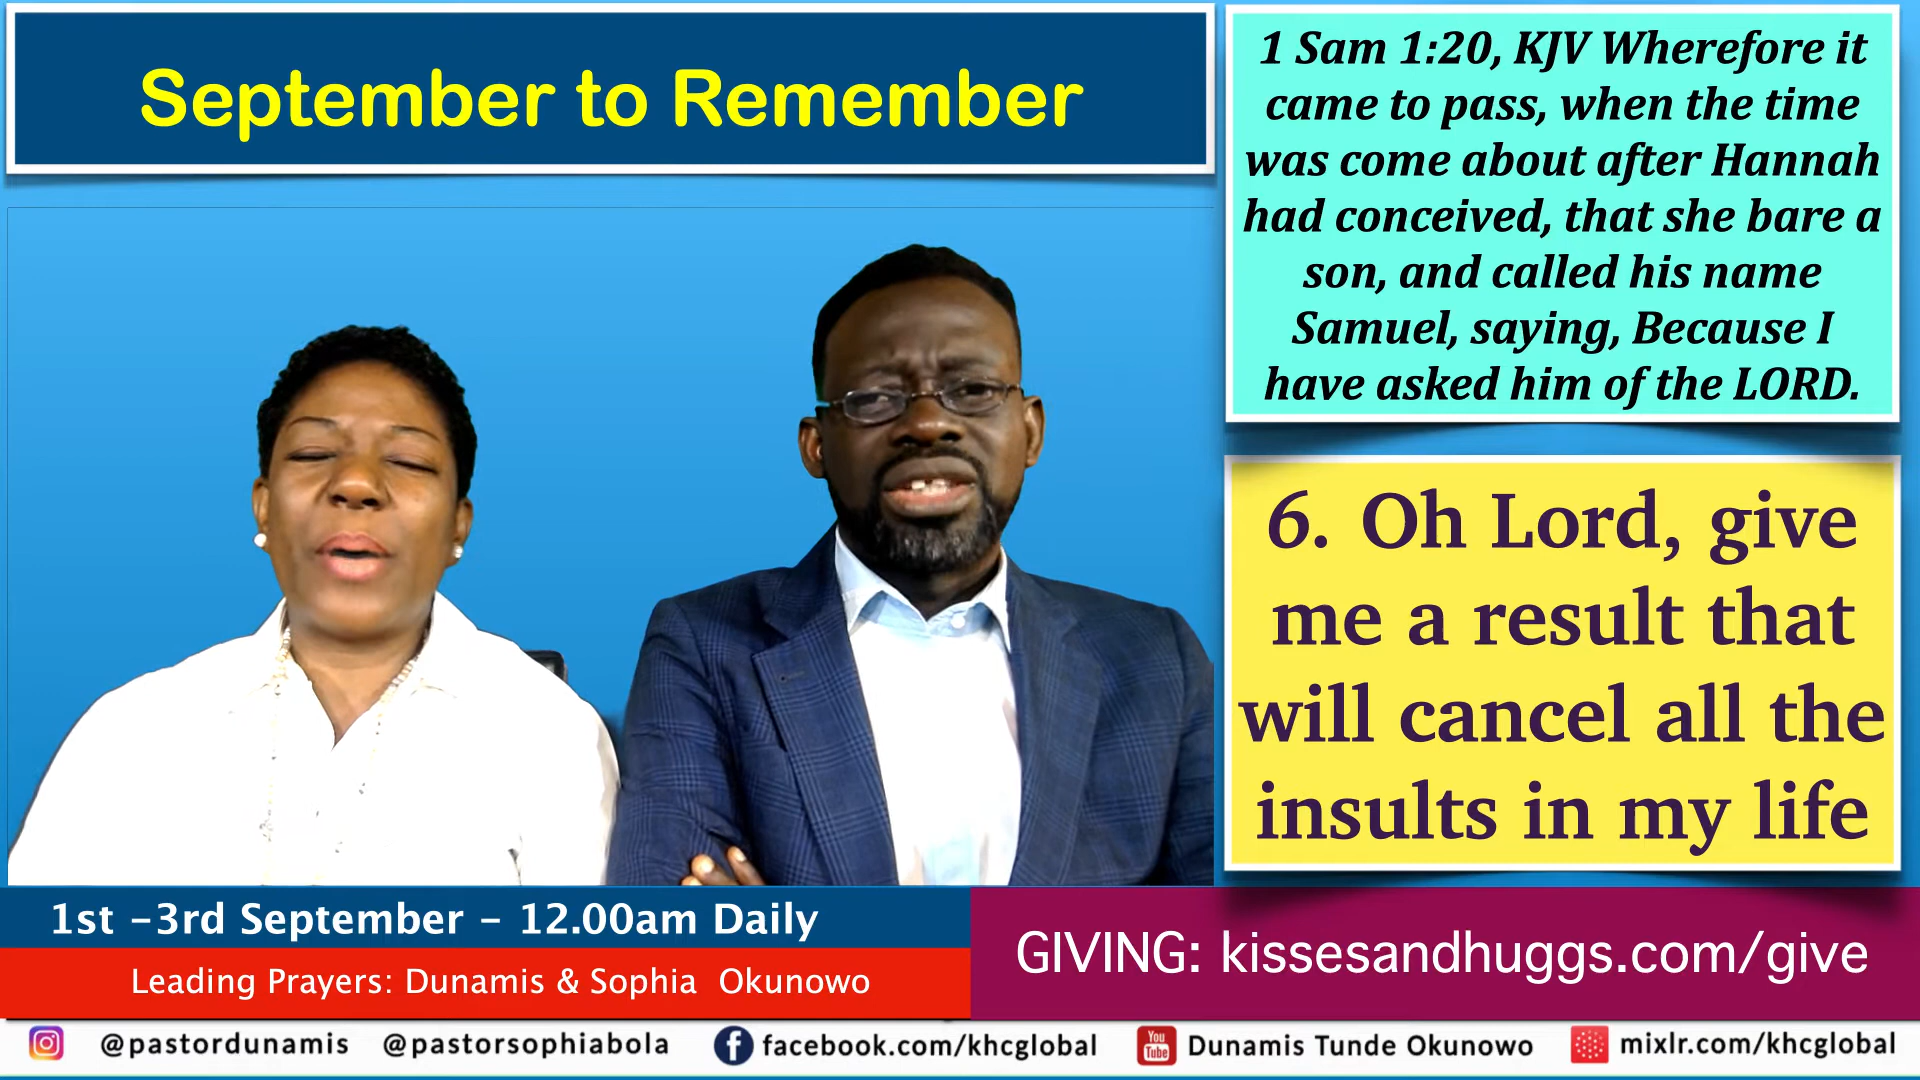 September to Remember
1 Sam 1:20, KJV Wherefore it
came to pass, when the time
was come about after Hannah
had conceived, that she bare a
son, and called his name
Samuel, saying, Because I
have asked him of the LORD.
6. Oh Lord, give
me a result that
will cancel all the
insults in my life
1st -3rd September - 12.00am Daily
Leading Prayers: Dunamis & Sophia Okunowo
GIVING: kissesandhuggs.com/give
@pastordunamis @pastorsophiabola facebook.com/khcglobal You Tube Dunamis Tunde Okunowo mixlr.com/khcglobal